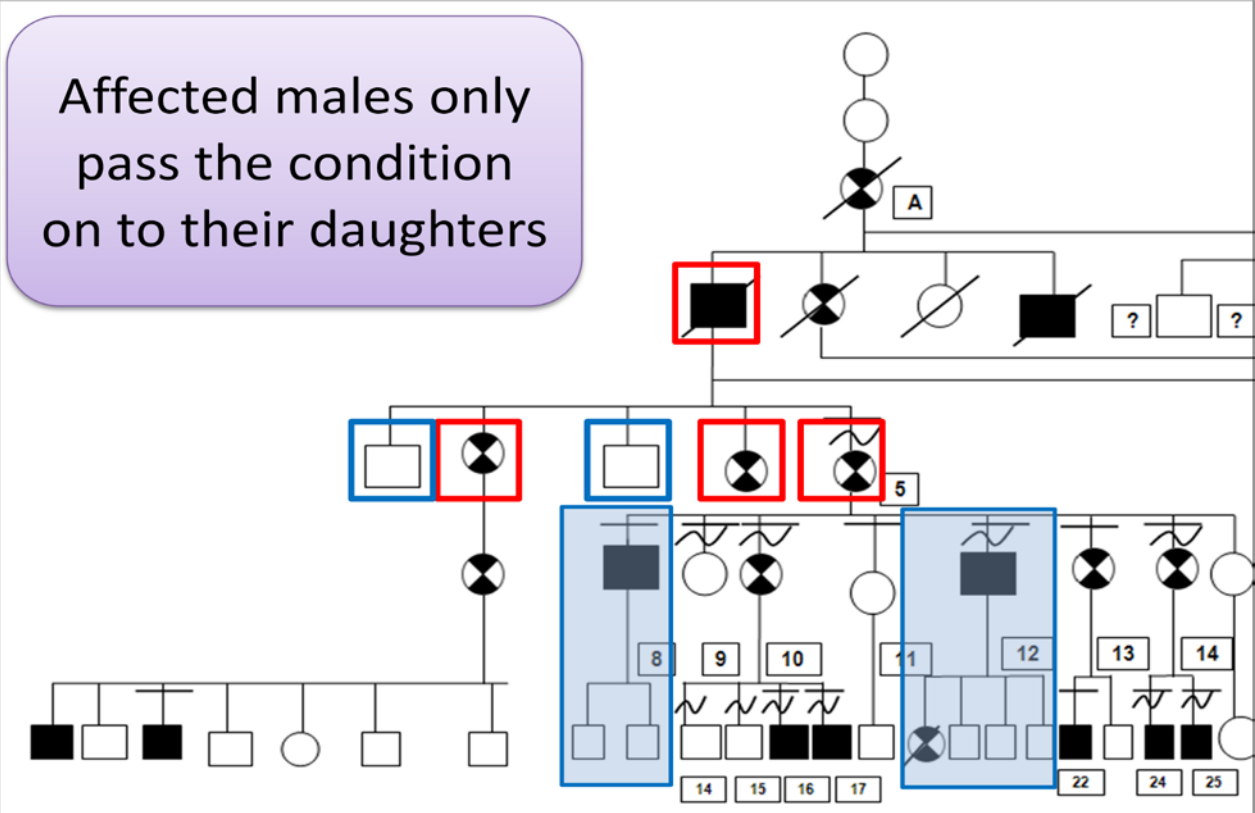 Affected males only
pass the condition
on to their daughters
A
? ?
5
8 9 10 11 12 13 14
14 15 16 17 22 24 25